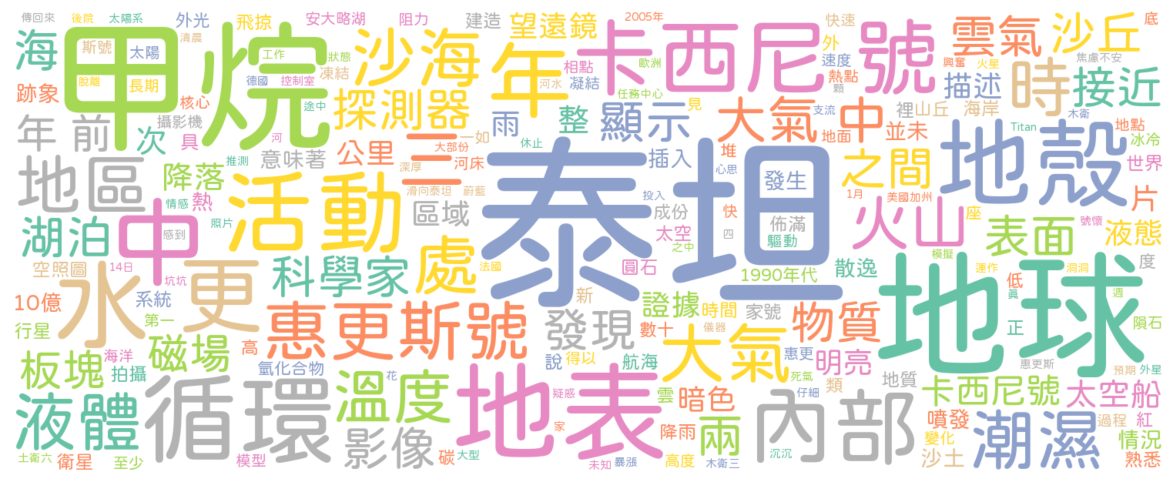 傳回來 後房 太陽系 外光 飛掠 安大略湖 阻力 建造 望遠鏡 2005年 快速 底
海 甲烷 斯號 太陽 清晨 工作 狀態 沙海 年 卡西尼號 外 雲氣 沙丘
脫離 長期 德國 控制室 凍結 河水 相點 歐洲 速度 興奮 火星 焦慮不安
跡象 核心 途中 探測器 凝結 任務中心 見 熱點 顆 描述 時 接近
年前 次 攝影機 具 河 雨 整 顯示 大氣 中 支流 裡 山丘 海岸 木衛 地點
地區 推測 意味著 公里 三 一如 大部份 河床 休止 插入 堆 地面 並未 Titan 冰冷
降落 熱 深厚 滑向泰坦 蔚藍 泰坦 心思 發生 之間 地殼 世界
湖泊 中 情感 照片 活動 區域 投入 成份 快 1月 美國加州 片
感到 太空 之中 四 佈滿 驅動 火山 座 表面 號懷 液態
空照圖 14日 坑坑 科學家 處 法國 圓石 1990年代 散逸 模擬 運作 洞洞 度
10億 水 更 系統 新 證據 時間 家號 低 真 地球 週
行星 第一 惠更斯號 發現 數十 儀器 物質 正 隕石
板塊 海洋 拍攝 磁場 高 說 得以 航海 大氣 惠更 明亮 惠更斯 預期 外星
氧化合物 花 死氣 仔細 類 地質
液體 循環 溫度 地表 疑惑 雲 暗色 內部 卡西尼號 太空船
家 降雨 兩 噴發 潮濕 過程 紅
土衛六 衛星 至少 模型 影像 碳 大型 未知 暴漲 高度 木衛三 沉沉 變化 沙土 情況 熟悉